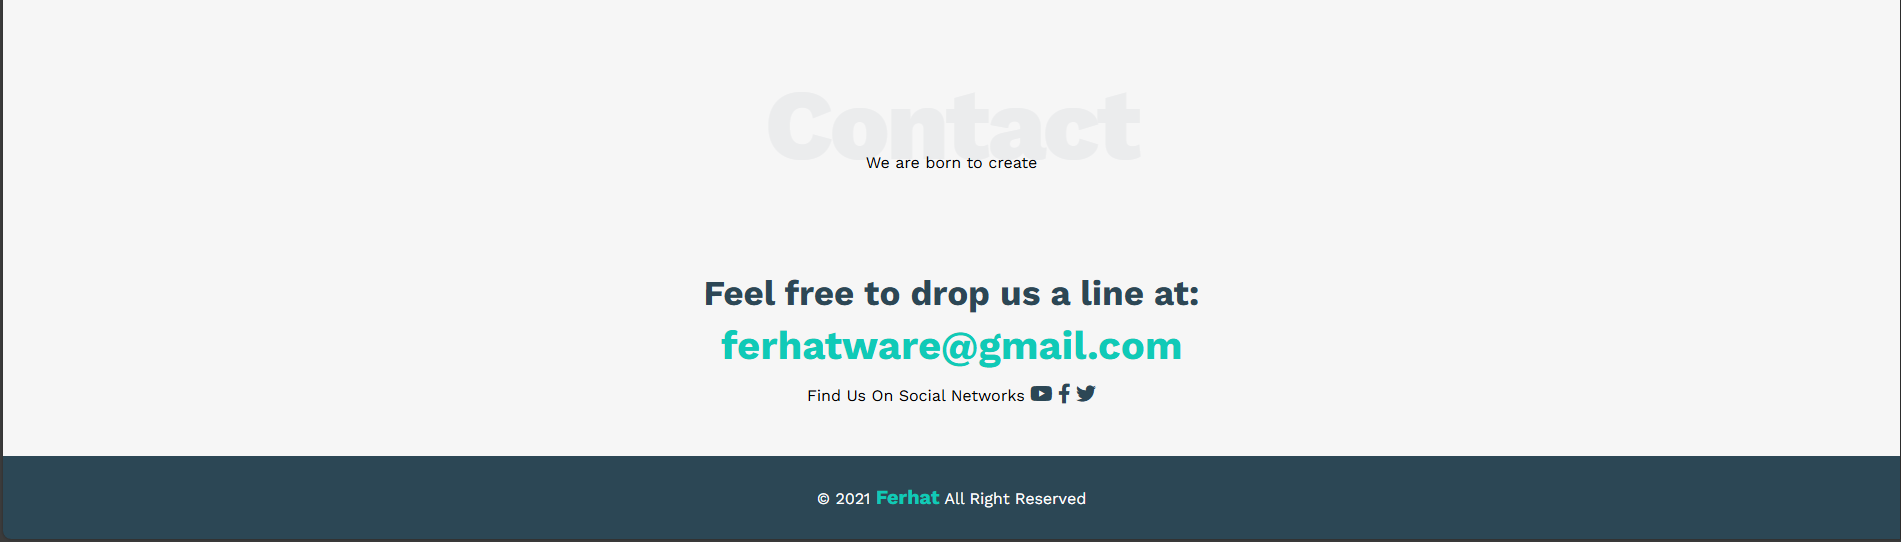 Contact
We are born to create
Feel free to drop us a line at:
ferhatware@gmail.com
Find Us On Social Networks
© 2021 Ferhat All Right Reserved